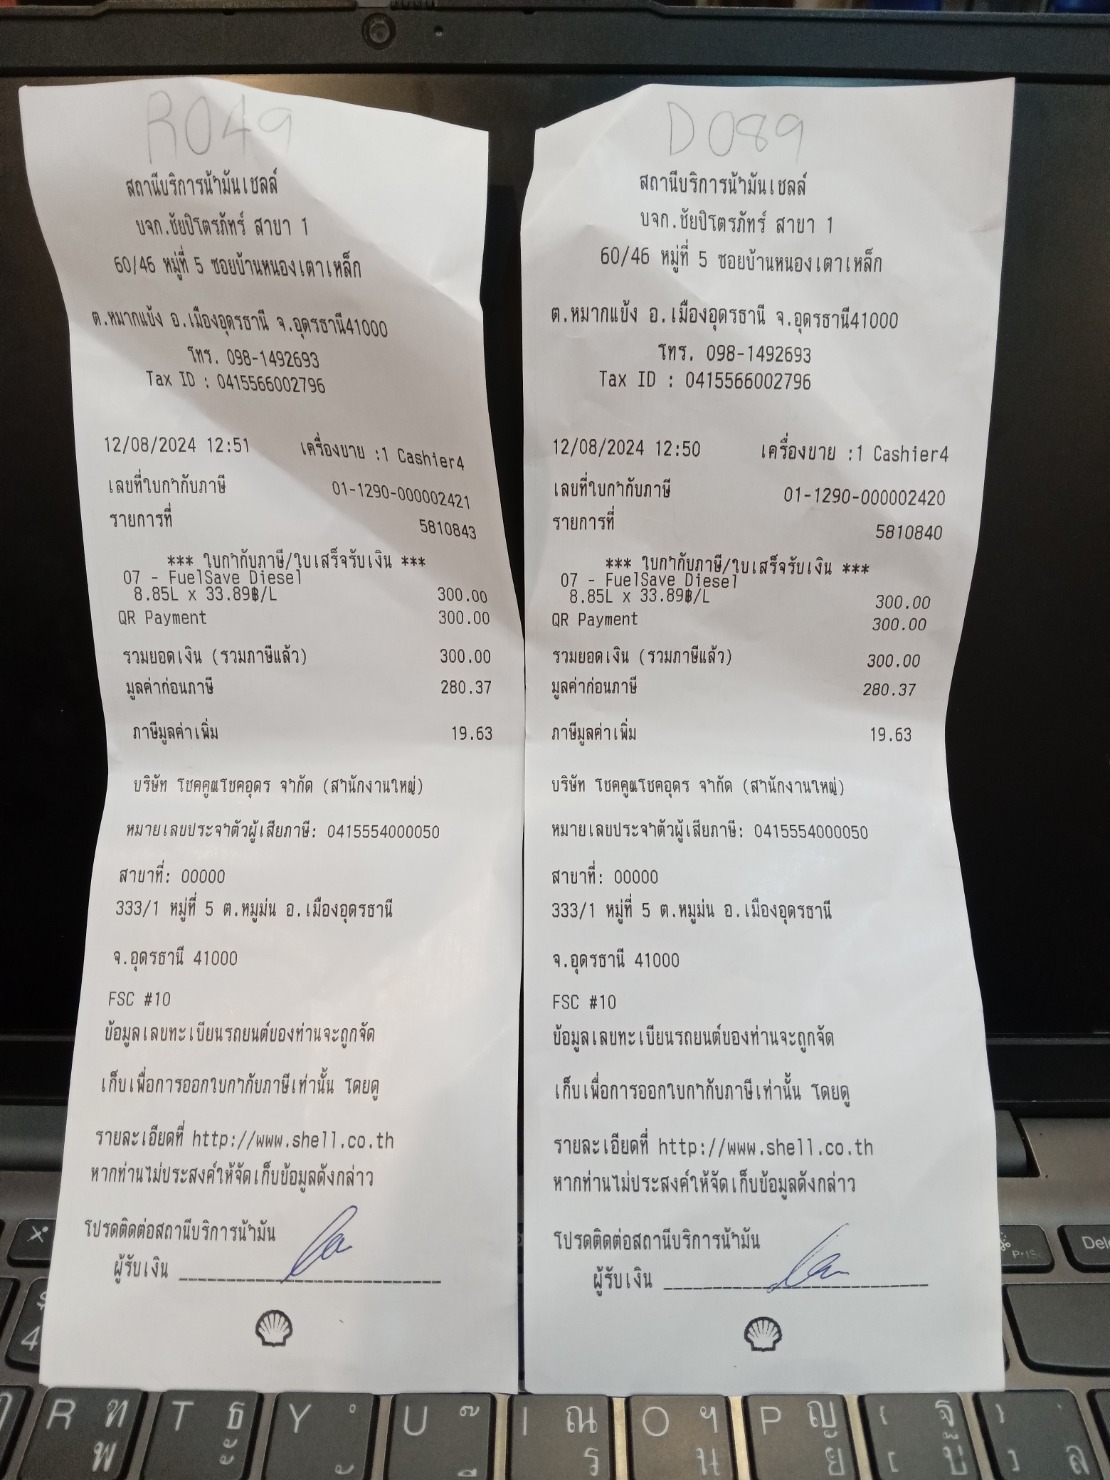 R049
สถานีบริการน้ำมันเชลล์
บจก.ชัยปิโตรภัทร์ สาขา 1
60/46 หมู่ที่ 5 ซอยบ้านหนองเตาเหล็ก
ต.หมากแข้ง อ.เมืองอุดรธานี จ.อุดรธานี41000
โทร. 098-1492693
Tax ID : 0415566002796
12/08/2024 12:51 เครื่องขาย :1 Cashier4
เลขที่ใบกำกับภาษี 01-1290-000002421
รายการที่ 5810843
*** ใบกำกับภาษี/ใบเสร็จรับเงิน ***
07 - FuelSave Diesel
8.85L x 33.89฿/L 300.00
QR Payment 300.00
รวมยอดเงิน (รวมภาษีแล้ว) 300.00
มูลค่าก่อนภาษี 280.37
ภาษีมูลค่าเพิ่ม 19.63
บริษัท โชคคูณโชคอุดร จำกัด (สำนักงานใหญ่)
หมายเลขประจำตัวผู้เสียภาษี: 0415554000050
สาขาที่: 00000
333/1 หมู่ที่ 5 ต.หมูม่น อ.เมืองอุดรธานี
จ.อุดรธานี 41000
FSC #10
ข้อมูลเลขทะเบียนรถยนต์ของท่านจะถูกจัด
เก็บเพื่อการออกใบกำกับภาษีเท่านั้น โดยดู
รายละเอียดที่ http://www.shell.co.th
หากท่านไม่ประสงค์ให้จัดเก็บข้อมูลดังกล่าว
โปรดติดต่อสถานีบริการน้ำมัน
ผู้รับเงิน
D089
สถานีบริการน้ำมันเชลล์
บจก.ชัยปิโตรภัทร์ สาขา 1
60/46 หมู่ที่ 5 ซอยบ้านหนองเตาเหล็ก
ต.หมากแข้ง อ.เมืองอุดรธานี จ.อุดรธานี41000
โทร. 098-1492693
Tax ID : 0415566002796
12/08/2024 12:50 เครื่องขาย :1 Cashier4
เลขที่ใบกำกับภาษี 01-1290-000002420
รายการที่ 5810840
*** ใบกำกับภาษี/ใบเสร็จรับเงิน ***
07 - FuelSave Diesel
8.85L x 33.89฿/L 300.00
QR Payment 300.00
รวมยอดเงิน (รวมภาษีแล้ว) 300.00
มูลค่าก่อนภาษี 280.37
ภาษีมูลค่าเพิ่ม 19.63
บริษัท โชคคูณโชคอุดร จำกัด (สำนักงานใหญ่)
หมายเลขประจำตัวผู้เสียภาษี: 0415554000050
สาขาที่: 00000
333/1 หมู่ที่ 5 ต.หมูม่น อ.เมืองอุดรธานี
จ.อุดรธานี 41000
FSC #10
ข้อมูลเลขทะเบียนรถยนต์ของท่านจะถูกจัด
เก็บเพื่อการออกใบกำกับภาษีเท่านั้น โดยดู
รายละเอียดที่ http://www.shell.co.th
หากท่านไม่ประสงค์ให้จัดเก็บข้อมูลดังกล่าว
โปรดติดต่อสถานีบริการน้ำมัน
ผู้รับเงิน
PrtSc Del
$ 4
R ท T ธ Y U I ณ O ฯ P ญ [ ฐ ]
พ ะ ร น ย บ ล